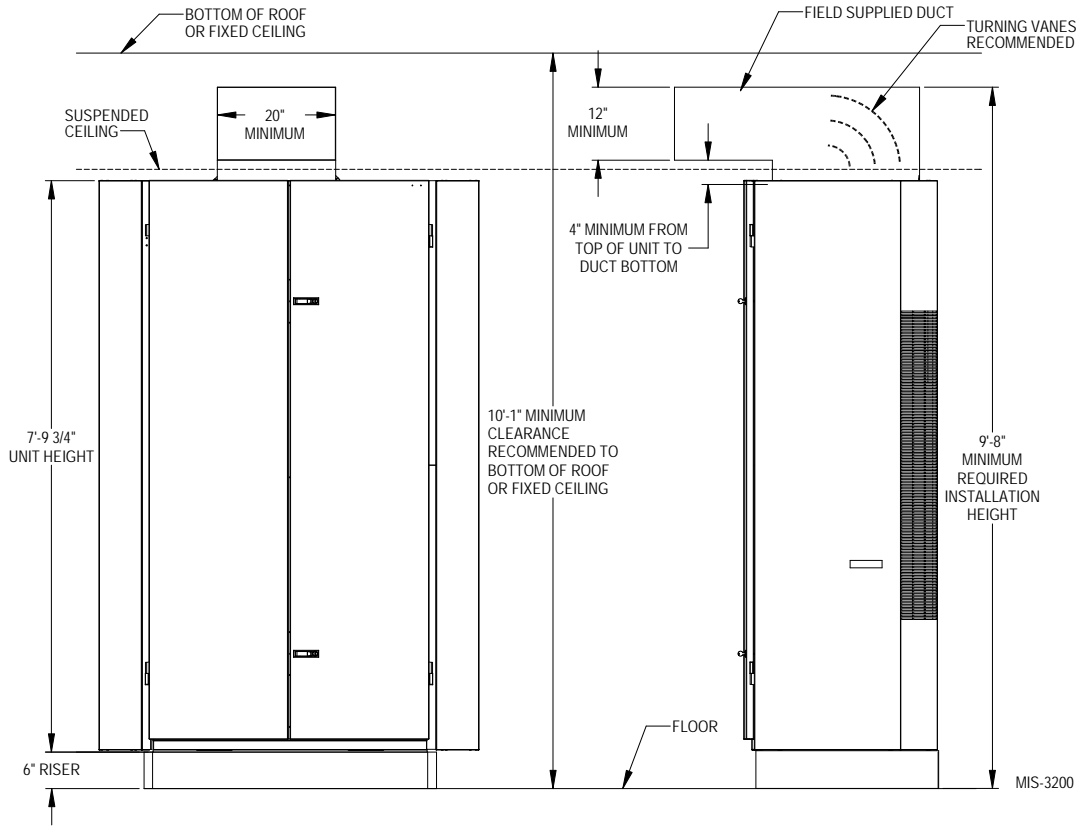 BOTTOM OF ROOF
OR FIXED CEILING
FIELD SUPPLIED DUCT
TURNING VANES
RECOMMENDED
SUSPENDED
CEILING
20"
MINIMUM
12"
MINIMUM
4" MINIMUM FROM
TOP OF UNIT TO
DUCT BOTTOM
7'-9 3/4"
UNIT HEIGHT
10'-1" MINIMUM
CLEARANCE
RECOMMENDED TO
BOTTOM OF ROOF
OR FIXED CEILING
9'-8"
MINIMUM
REQUIRED
INSTALLATION
HEIGHT
FLOOR
6" RISER
MIS-3200